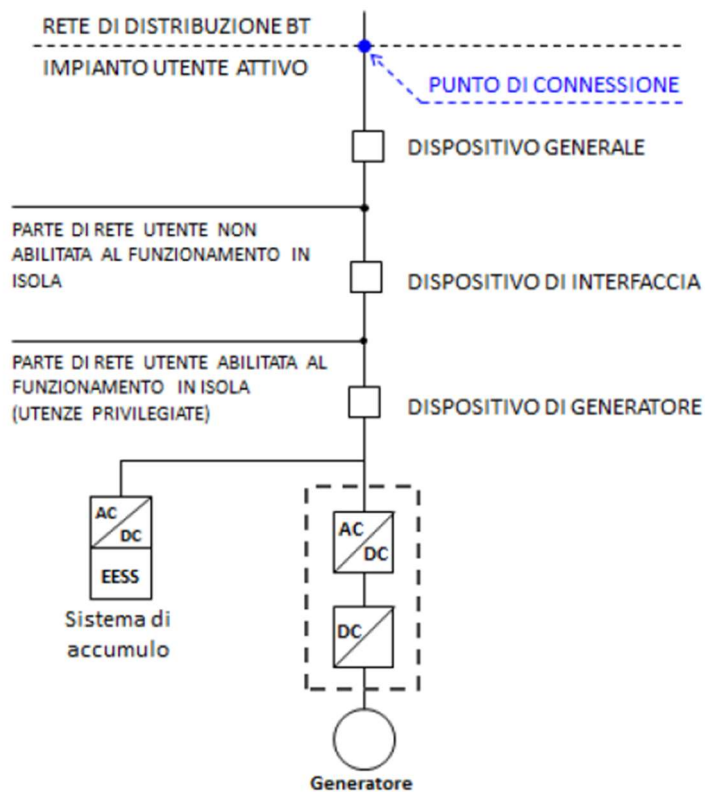 RETE DI DISTRIBUZIONE BT
IMPIANTO UTENTE ATTIVO
PUNTO DI CONNESSIONE
DISPOSITIVO GENERALE
PARTE DI RETE UTENTE NON
ABILITATA AL FUNZIONAMENTO IN
ISOLA
DISPOSITIVO DI INTERFACCIA
PARTE DI RETE UTENTE ABILITATA AL
FUNZIONAMENTO IN ISOLA
(UTENZE PRIVILEGIATE)
DISPOSITIVO DI GENERATORE
AC
DC
EESS
Sistema di
accumulo
AC
DC
DC
Generatore